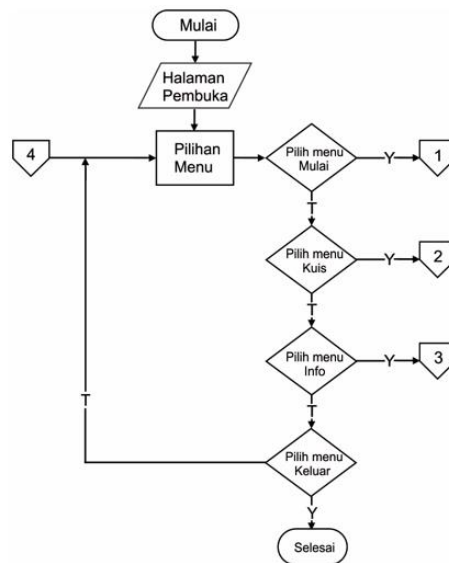 Mulai
Halaman
Pembuka
4
Pilihan
Menu
Pilih menu
Mulai
Y
1
T
Pilih menu
Kuis
Y
2
T
Pilih menu
Info
Y
3
T
T
Pilih menu
Keluar
Y
Selesai